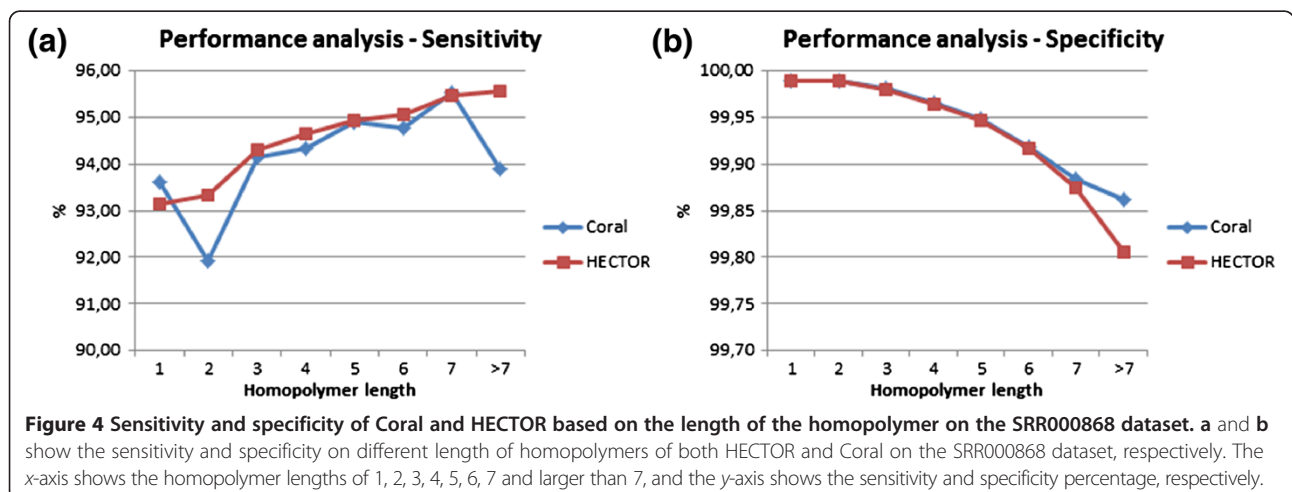 (a) Performance analysis - Sensitivity
96,00
95,00
94,00
93,00
92,00
91,00
90,00
%
1 2 3 4 5 6 7 >7
Homopolymer length
Coral
HECTOR
(b) Performance analysis - Specificity
100,00
99,95
99,90
99,85
99,80
99,75
99,70
%
1 2 3 4 5 6 7 >7
Homopolymer length
Coral
HECTOR
Figure 4 Sensitivity and specificity of Coral and HECTOR based on the length of the homopolymer on the SRR000868 dataset. a and b
show the sensitivity and specificity on different length of homopolymers of both HECTOR and Coral on the SRR000868 dataset, respectively. The
x-axis shows the homopolymer lengths of 1, 2, 3, 4, 5, 6, 7 and larger than 7, and the y-axis shows the sensitivity and specificity percentage, respectively.